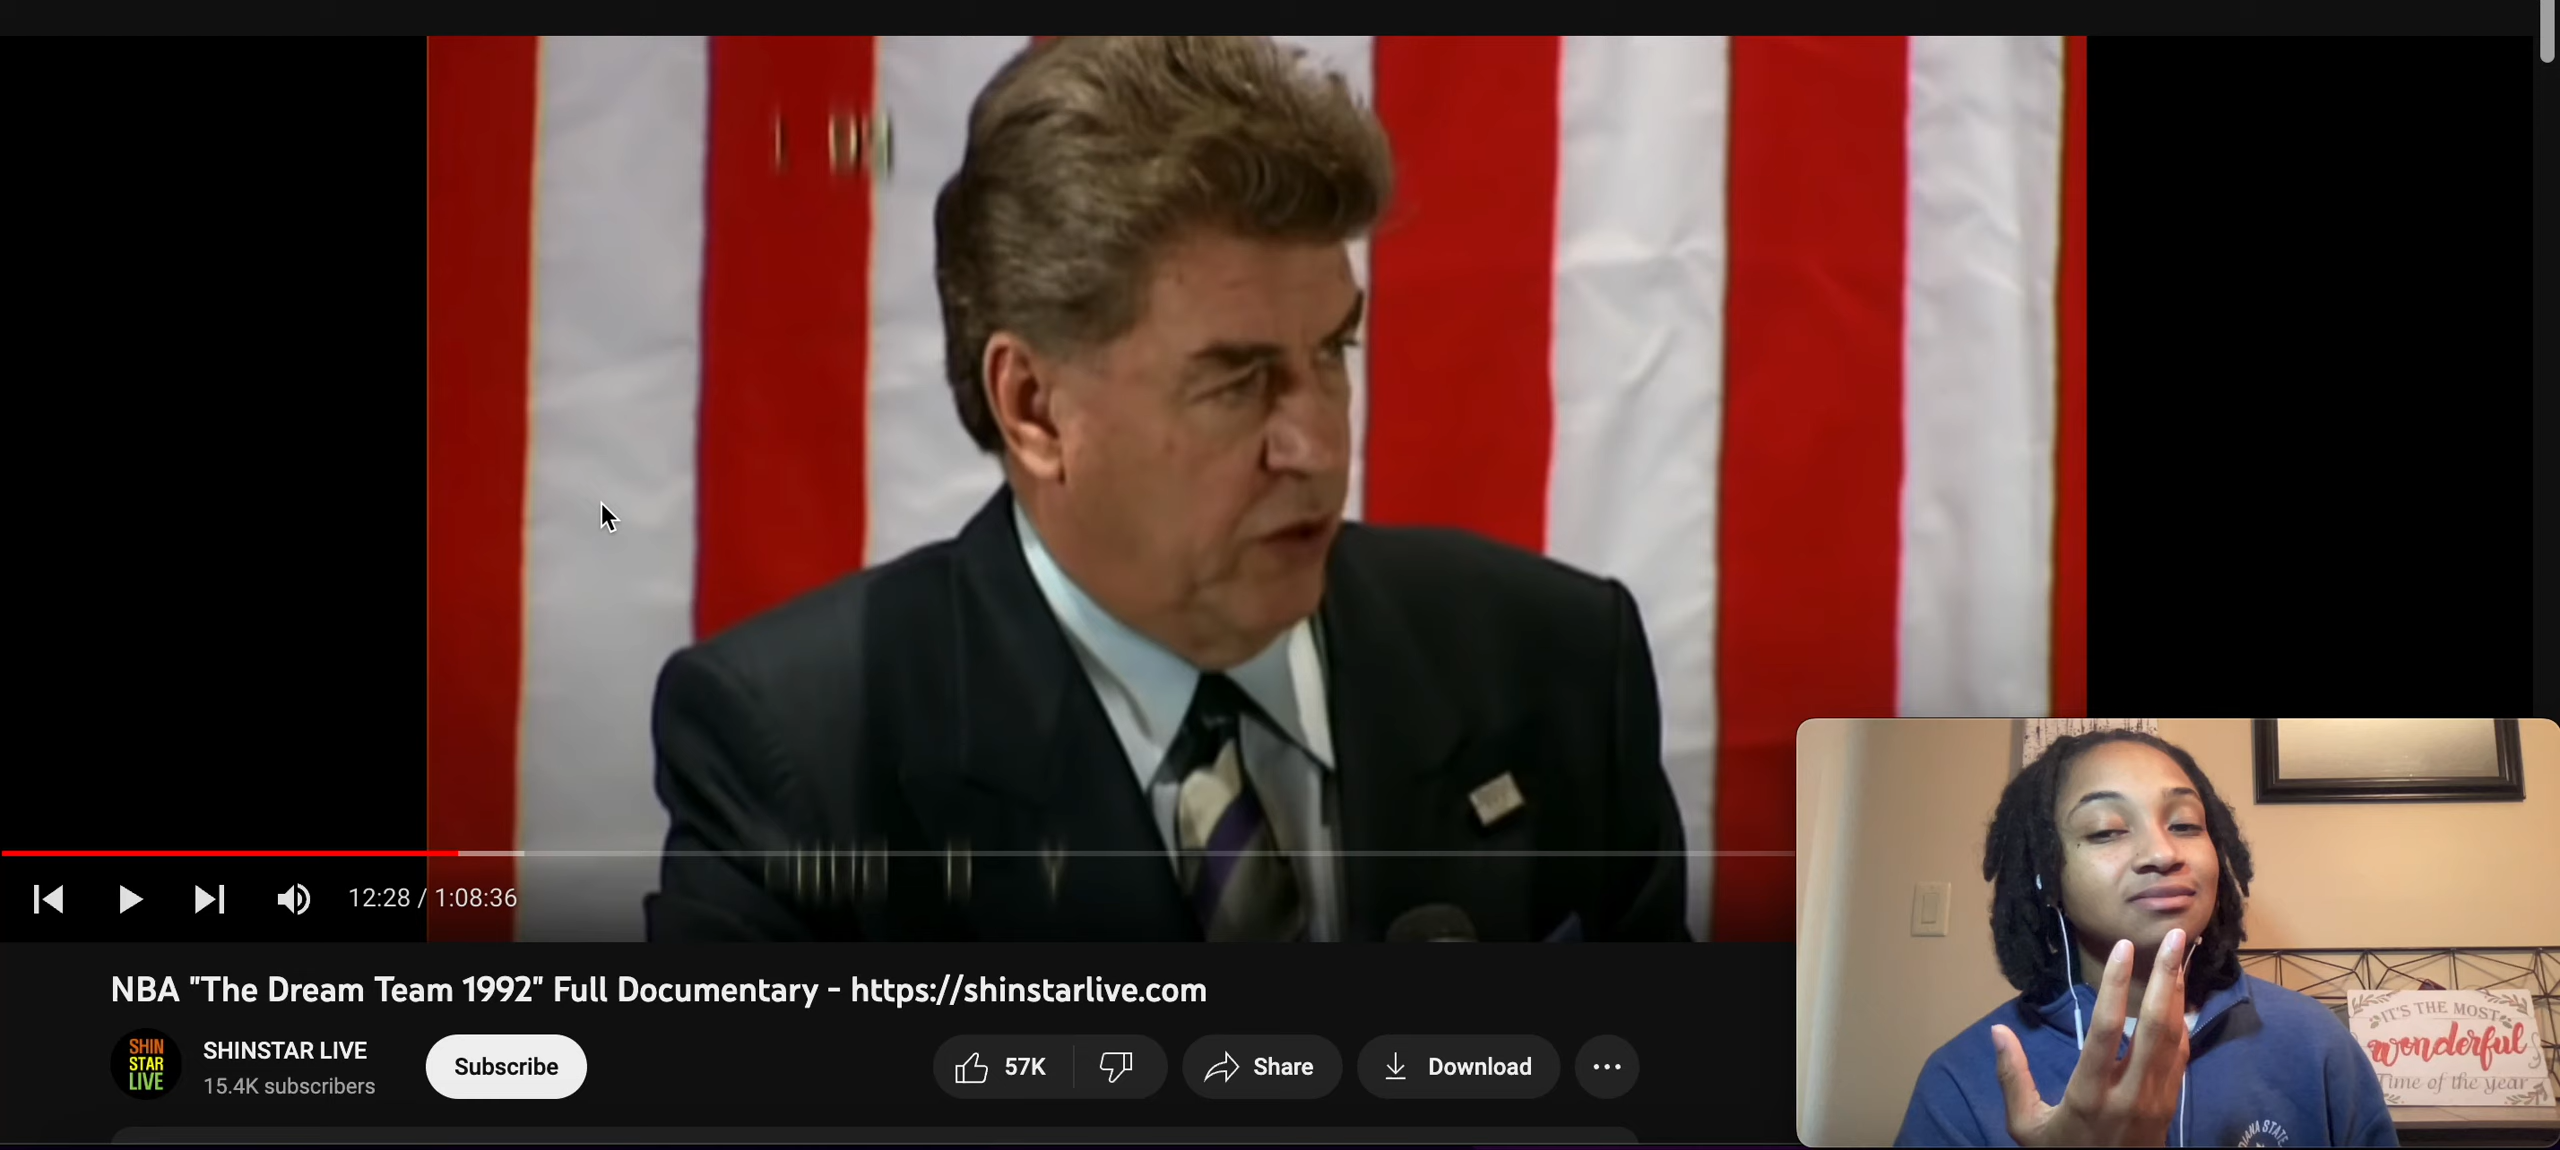 12:28 / 1:08:36
NBA "The Dream Team 1992" Full Documentary - https://shinstarlive.com
SHIN
STAR
LIVE
SHINSTAR LIVE
15.4K subscribers
Subscribe
57K
Share
Download
IT'S THE MOST
wonderful
Time of the year
STATE